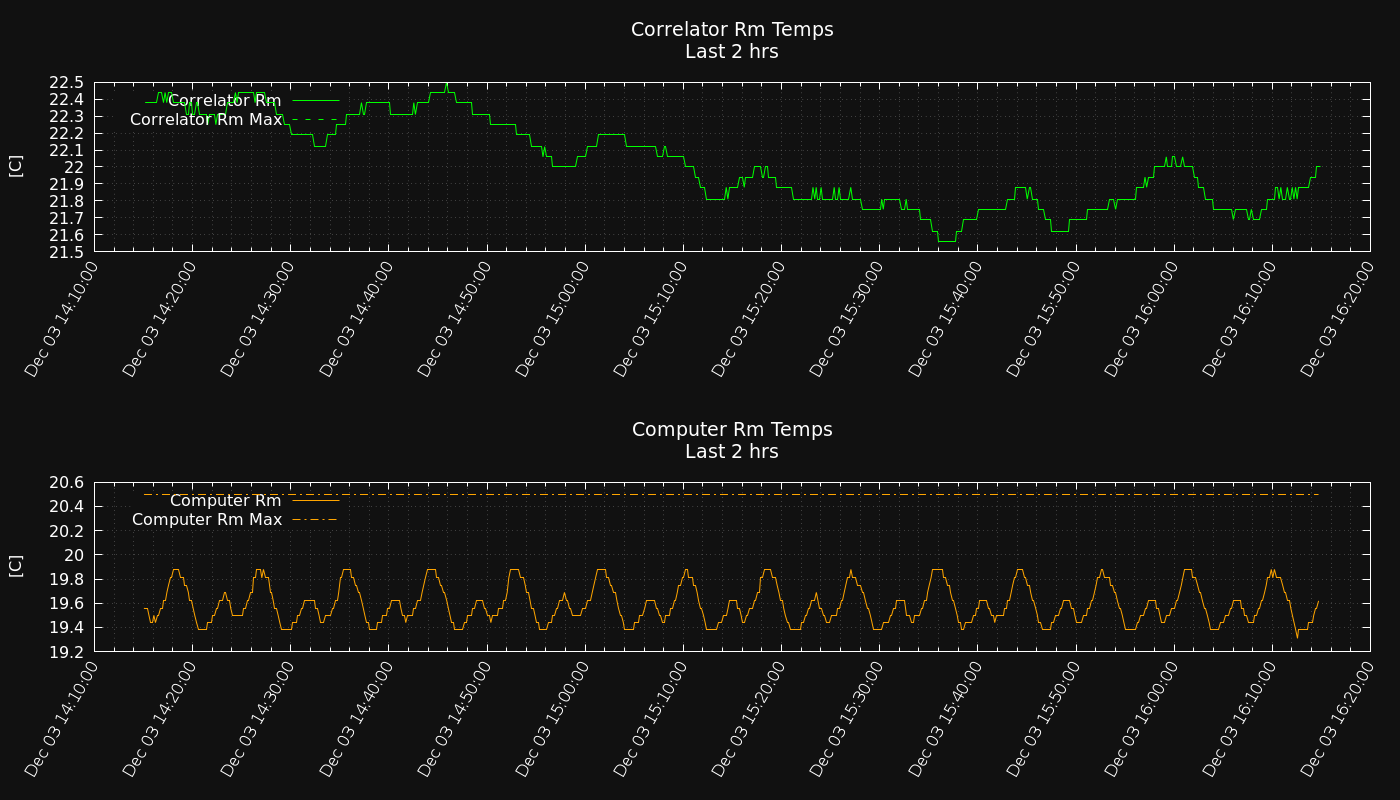 Correlator Rm Temps
Last 2 hrs
22.5
22.4
22.3
22.2
22.1
22
21.9
21.8
21.7
21.6
21.5
[C]
Correlator Rm
Correlator Rm Max
Dec 03 14:10:00
Dec 03 14:20:00
Dec 03 14:30:00
Dec 03 14:40:00
Dec 03 14:50:00
Dec 03 15:00:00
Dec 03 15:10:00
Dec 03 15:20:00
Dec 03 15:30:00
Dec 03 15:40:00
Dec 03 15:50:00
Dec 03 16:00:00
Dec 03 16:10:00
Dec 03 16:20:00
Computer Rm Temps
Last 2 hrs
20.6
20.4
20.2
20
19.8
19.6
19.4
19.2
[C]
Computer Rm
Computer Rm Max
Dec 03 14:10:00
Dec 03 14:20:00
Dec 03 14:30:00
Dec 03 14:40:00
Dec 03 14:50:00
Dec 03 15:00:00
Dec 03 15:10:00
Dec 03 15:20:00
Dec 03 15:30:00
Dec 03 15:40:00
Dec 03 15:50:00
Dec 03 16:00:00
Dec 03 16:10:00
Dec 03 16:20:00